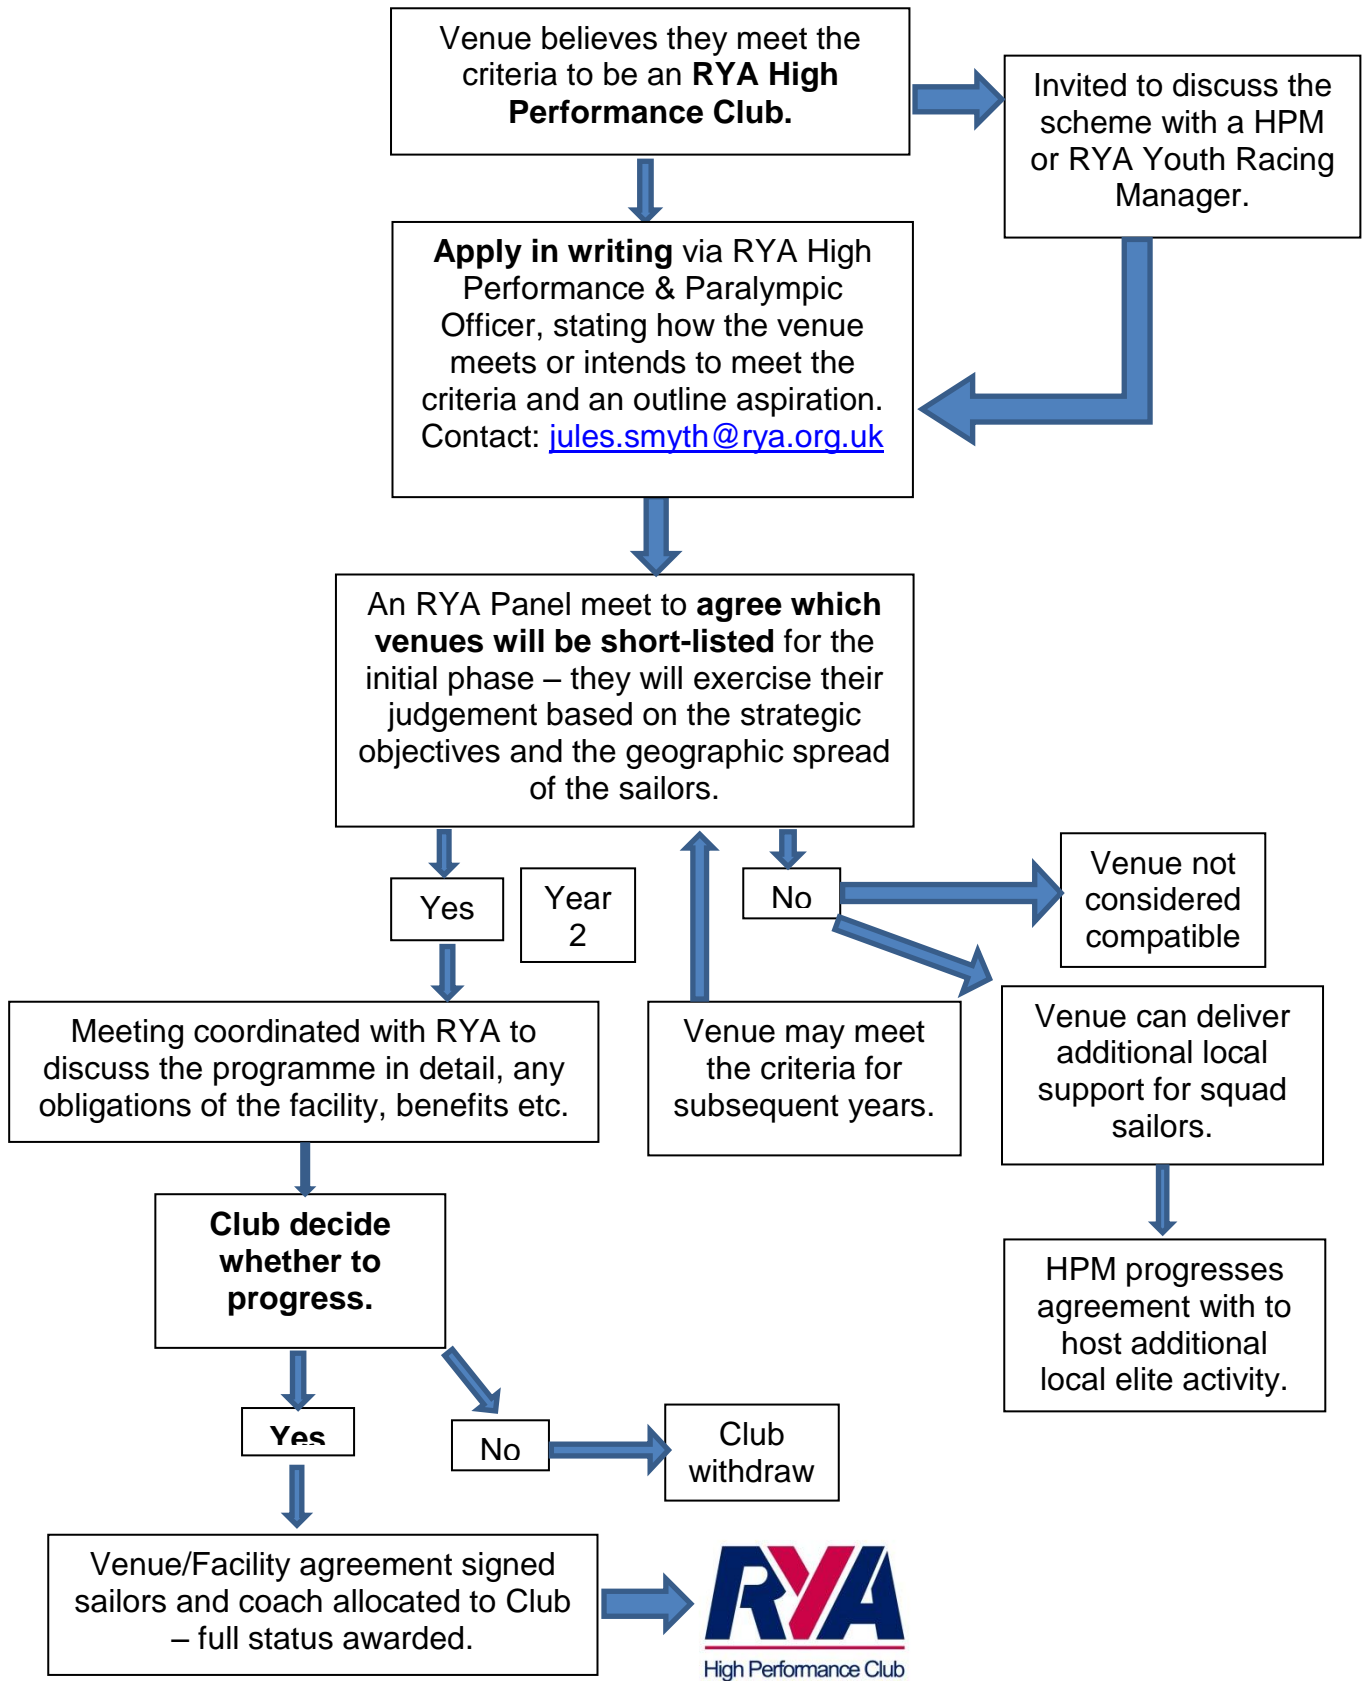 Venue believes they meet the
criteria to be an RYA High
Performance Club.
Invited to discuss the
scheme with a HPM
or RYA Youth Racing
Manager.
Apply in writing via RYA High
Performance & Paralympic
Officer, stating how the venue
meets or intends to meet the
criteria and an outline aspiration.
Contact: jules.smyth@rya.org.uk
An RYA Panel meet to agree which
venues will be short-listed for the
initial phase – they will exercise their
judgement based on the strategic
objectives and the geographic spread
of the sailors.
Yes
Year
2
No
Venue not
considered
compatible
Meeting coordinated with RYA to
discuss the programme in detail, any
obligations of the facility, benefits etc.
Venue may meet
the criteria for
subsequent years.
Venue can deliver
additional local
support for squad
sailors.
Club decide
whether to
progress.
HPM progresses
agreement with to
host additional
local elite activity.
Yes
No
Club
withdraw
Venue/Facility agreement signed
sailors and coach allocated to Club
– full status awarded.
RYA
High Performance Club